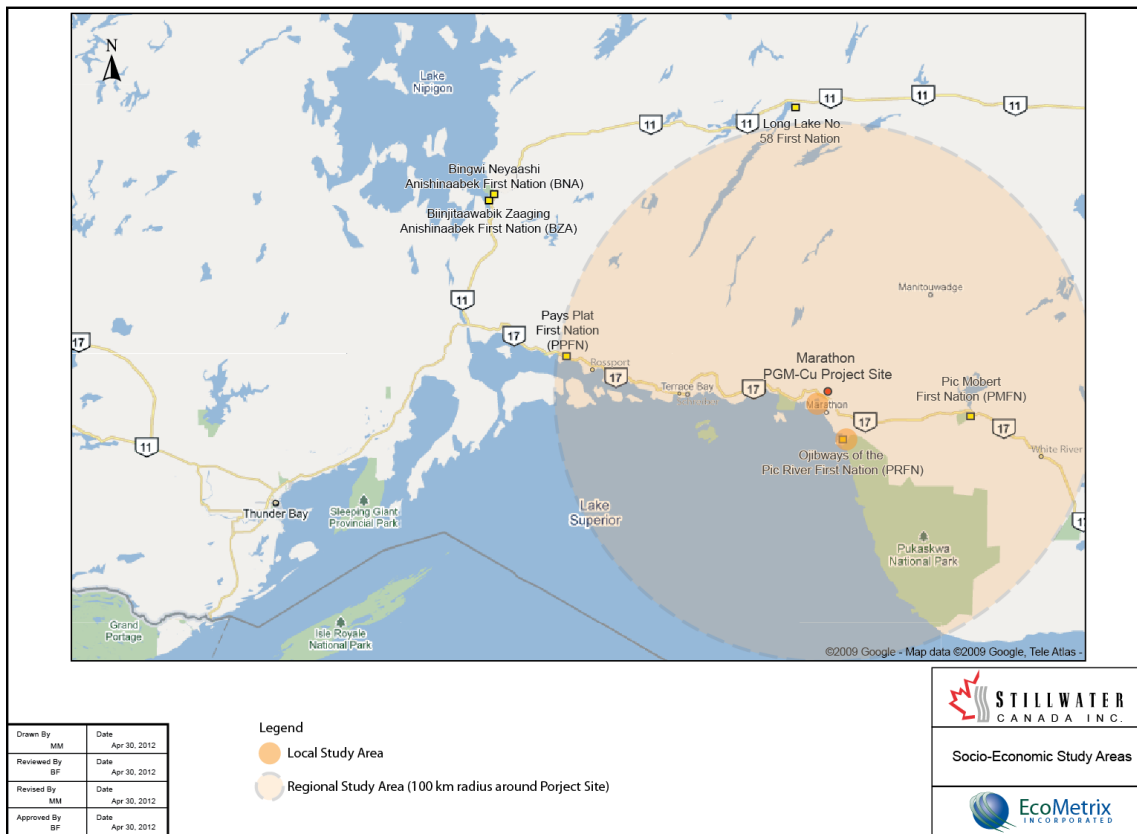 N
Lake
Nipigon
11
11
11
11
11
Long Lake No.
58 First Nation
Bingwi Neyaashi
Anishinaabek First Nation (BNA)
Biinjitaawabik Zaaging
Anishinaabek First Nation (BZA)
Manitouwadge
11
17
17
Pays Plat
First Nation
(PPFN)
Rossport
17
Terrace Bay
17
Marathon
PGM-Cu Project Site
Marathon
17
Pic Mobert
First Nation (PMFN)
17
White River
Ojibways of the
Pic River First Nation (PRFN)
11
Thunder Bay
Sleeping Giant
Provincial Park
Lake
Superior
17
Pukaskwa
National Park
Grand
Portage
Isle Royale
National Park
©2009 Google - Map data ©2009 Google, Tele Atlas -
Legend
Local Study Area
Regional Study Area (100 km radius around Porject Site)
Drawn By
MM
Date
Apr 30, 2012
Reviewed By
BF
Date
Apr 30, 2012
Revised By
MM
Date
Apr 30, 2012
Approved By
BF
Date
Apr 30, 2012
STILLWATER
CANADA INC.
Socio-Economic Study Areas
EcoMetrix
INCORPORATED